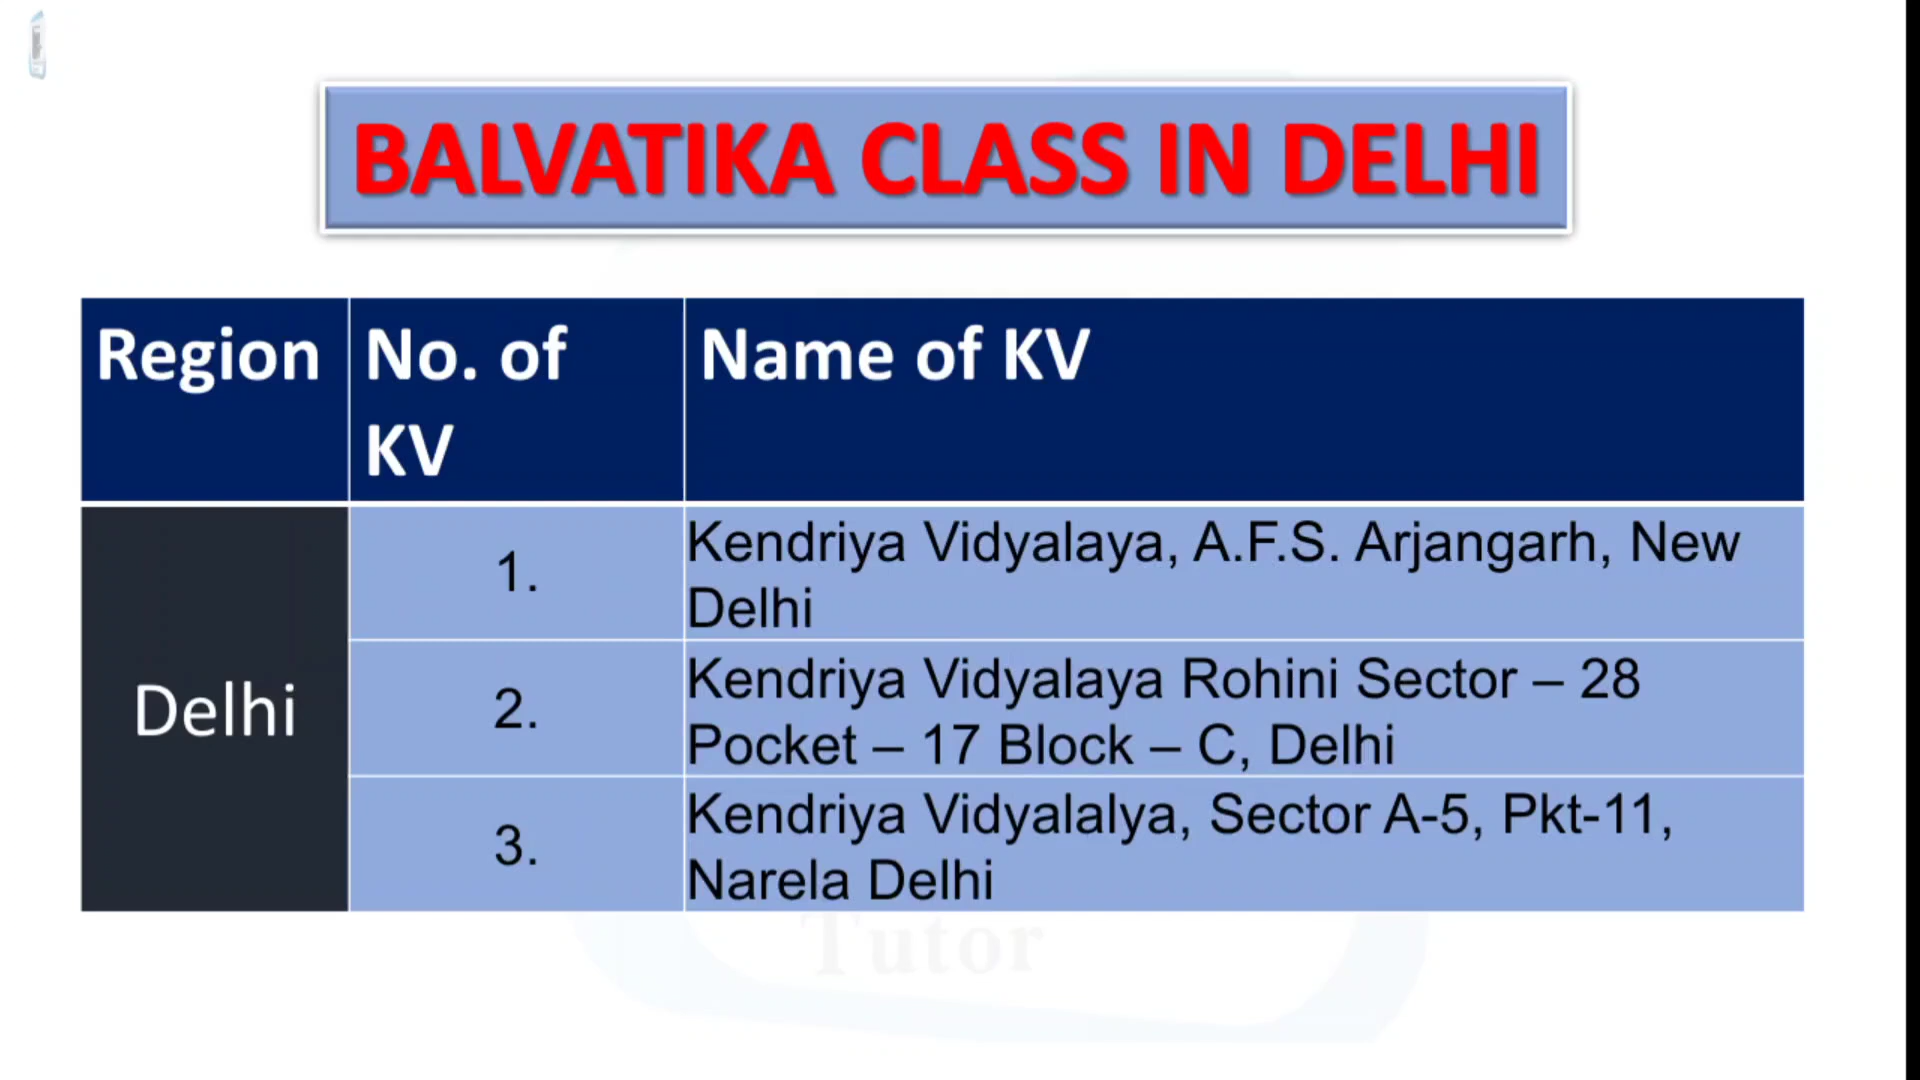 BALVATIKA CLASS IN DELHI
Region
No. of
KV
Name of KV
Delhi
1.
Kendriya Vidyalaya, A.F.S. Arjangarh, New
Delhi
2.
Kendriya Vidyalaya Rohini Sector – 28
Pocket – 17 Block – C, Delhi
3.
Kendriya Vidyalalya, Sector A-5, Pkt-11,
Narela Delhi
Tutor